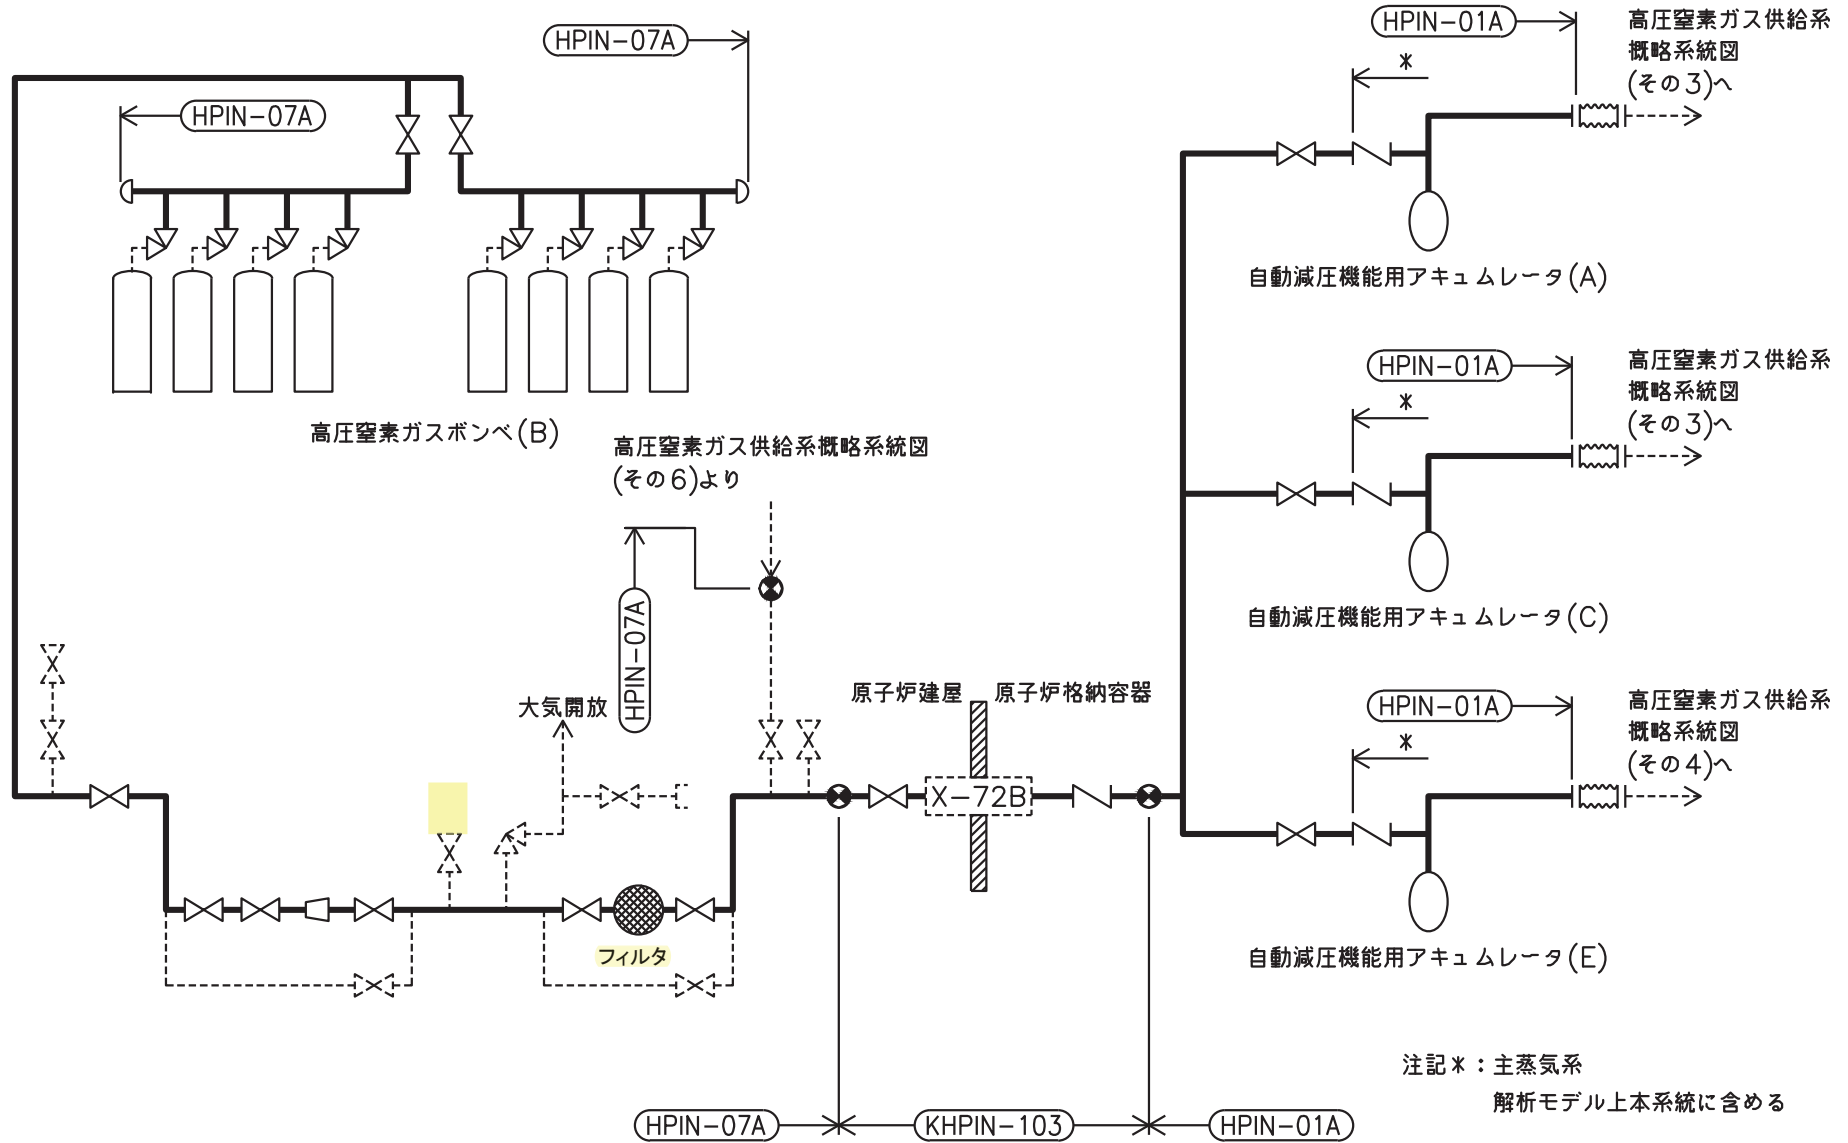 HPIN-07A
HPIN-01A
高圧窒素ガス供給系
概略系統図
(その3)へ
*
HPIN-07A
自動減圧機能用アキュムレータ(A)
HPIN-01A
高圧窒素ガス供給系
概略系統図
(その3)へ
*
高圧窒素ガスボンベ(B)
高圧窒素ガス供給系概略系統図
(その6)より
HPIN-07A
自動減圧機能用アキュムレータ(C)
大気開放
原子炉建屋
原子炉格納容器
HPIN-01A
高圧窒素ガス供給系
概略系統図
(その4)へ
*
X-72B
フィルタ
自動減圧機能用アキュムレータ(E)
注記*:主蒸気系
解析モデル上本系統に含める
HPIN-07A
KHPIN-103
HPIN-01A